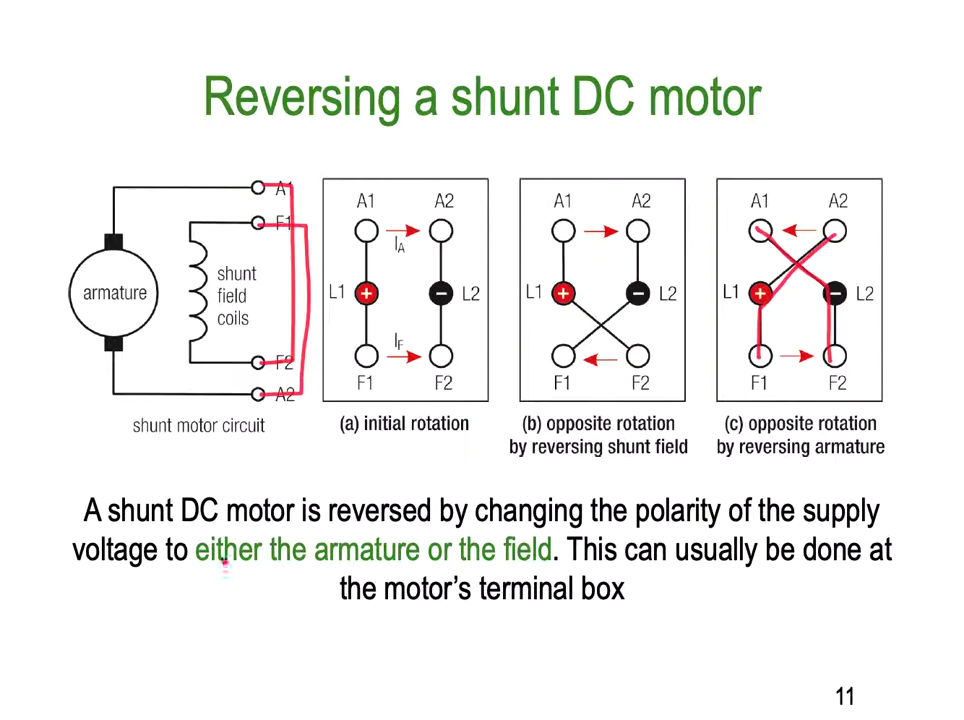 Reversing a shunt DC motor
A1
F1
armature
shunt
field
coils
F2
A2
shunt motor circuit
A1 A2
I_A
L1 + − L2
I_F
F1 F2
(a) initial rotation
A1 A2
L1 + − L2
F1 F2
(b) opposite rotation
by reversing shunt field
A1 A2
L1 + − L2
F1 F2
(c) opposite rotation
by reversing armature
A shunt DC motor is reversed by changing the polarity of the supply
voltage to either the armature or the field. This can usually be done at
the motor’s terminal box
11